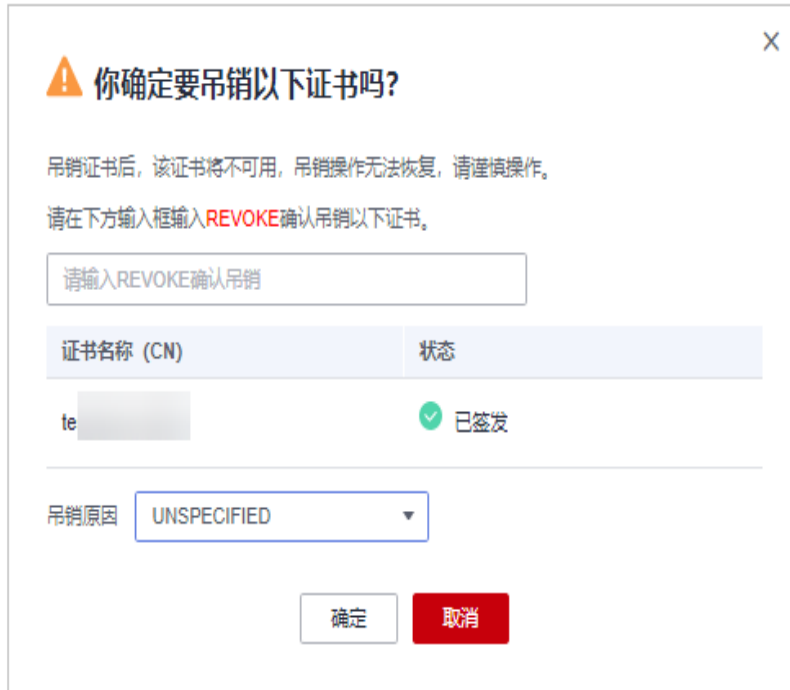 你确定要吊销以下证书吗?
吊销证书后，该证书将不可用，吊销操作无法恢复，请谨慎操作。
请在下方输入框输入REVOKE确认吊销以下证书。
请输入REVOKE确认吊销
证书名称 (CN) 状态
te 已签发
吊销原因 UNSPECIFIED
确定 取消